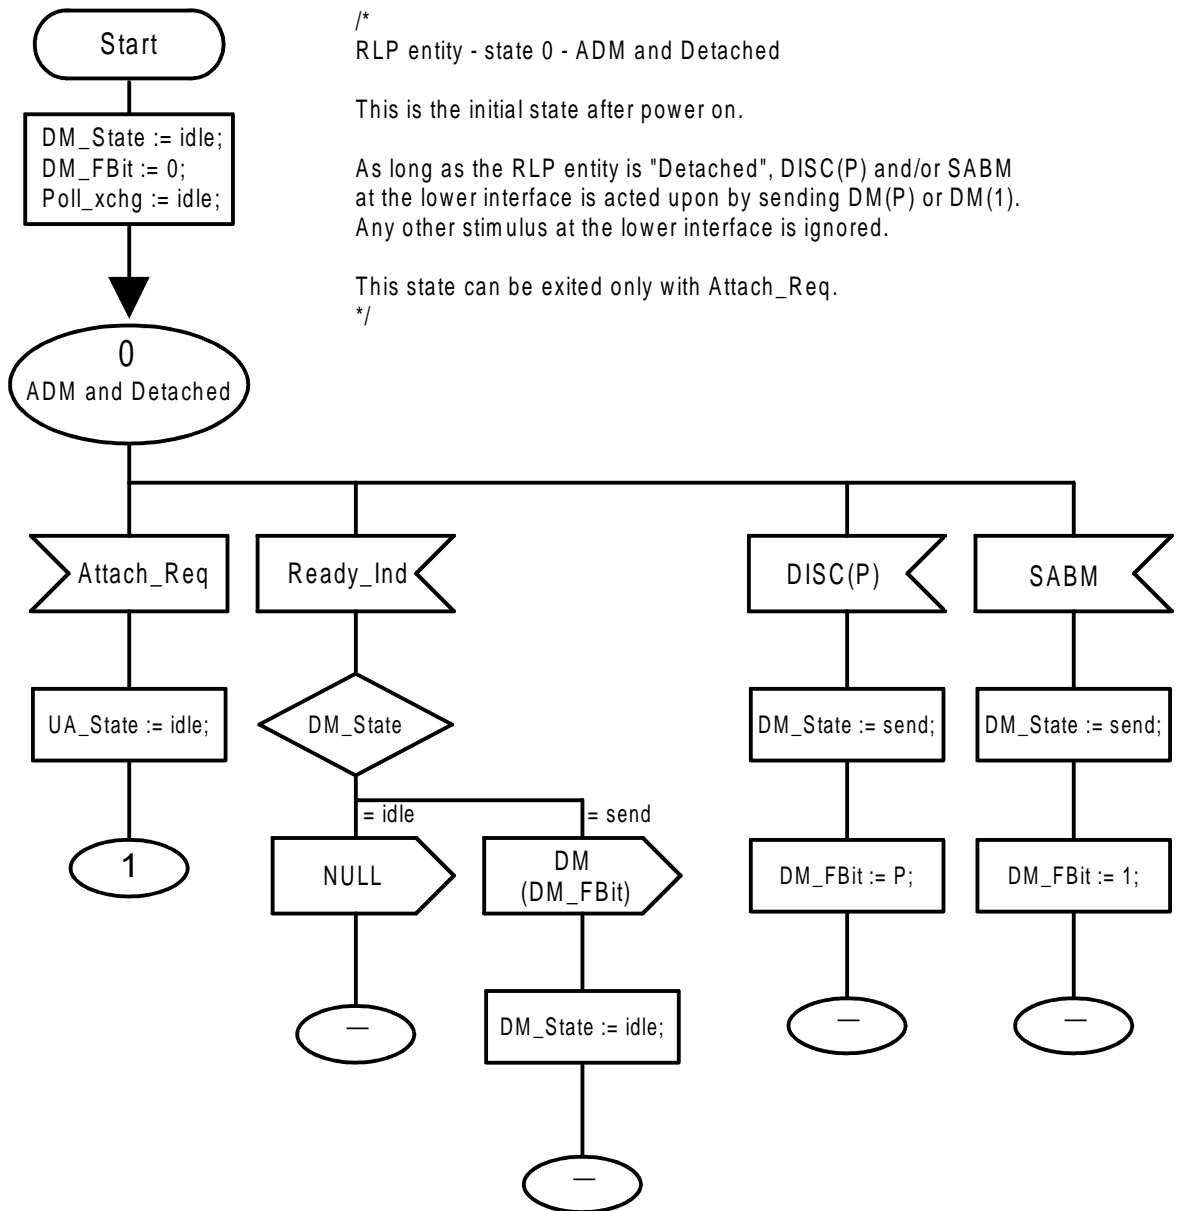 Start
DM_State := idle;
DM_FBit := 0;
Poll_xchg := idle;
/*
RLP entity - state 0 - ADM and Detached
This is the initial state after power on.
As long as the RLP entity is "Detached", DISC(P) and/or SABM
at the lower interface is acted upon by sending DM(P) or DM(1).
Any other stimulus at the lower interface is ignored.
This state can be exited only with Attach_Req.
*/
0
ADM and Detached
Attach_Req
Ready_Ind
DISC(P)
SABM
UA_State := idle;
DM_State
DM_State := send;
DM_State := send;
= idle
= send
1
NULL
DM
(DM_FBit)
DM_FBit := P;
DM_FBit := 1;
–
DM_State := idle;
–
–
–